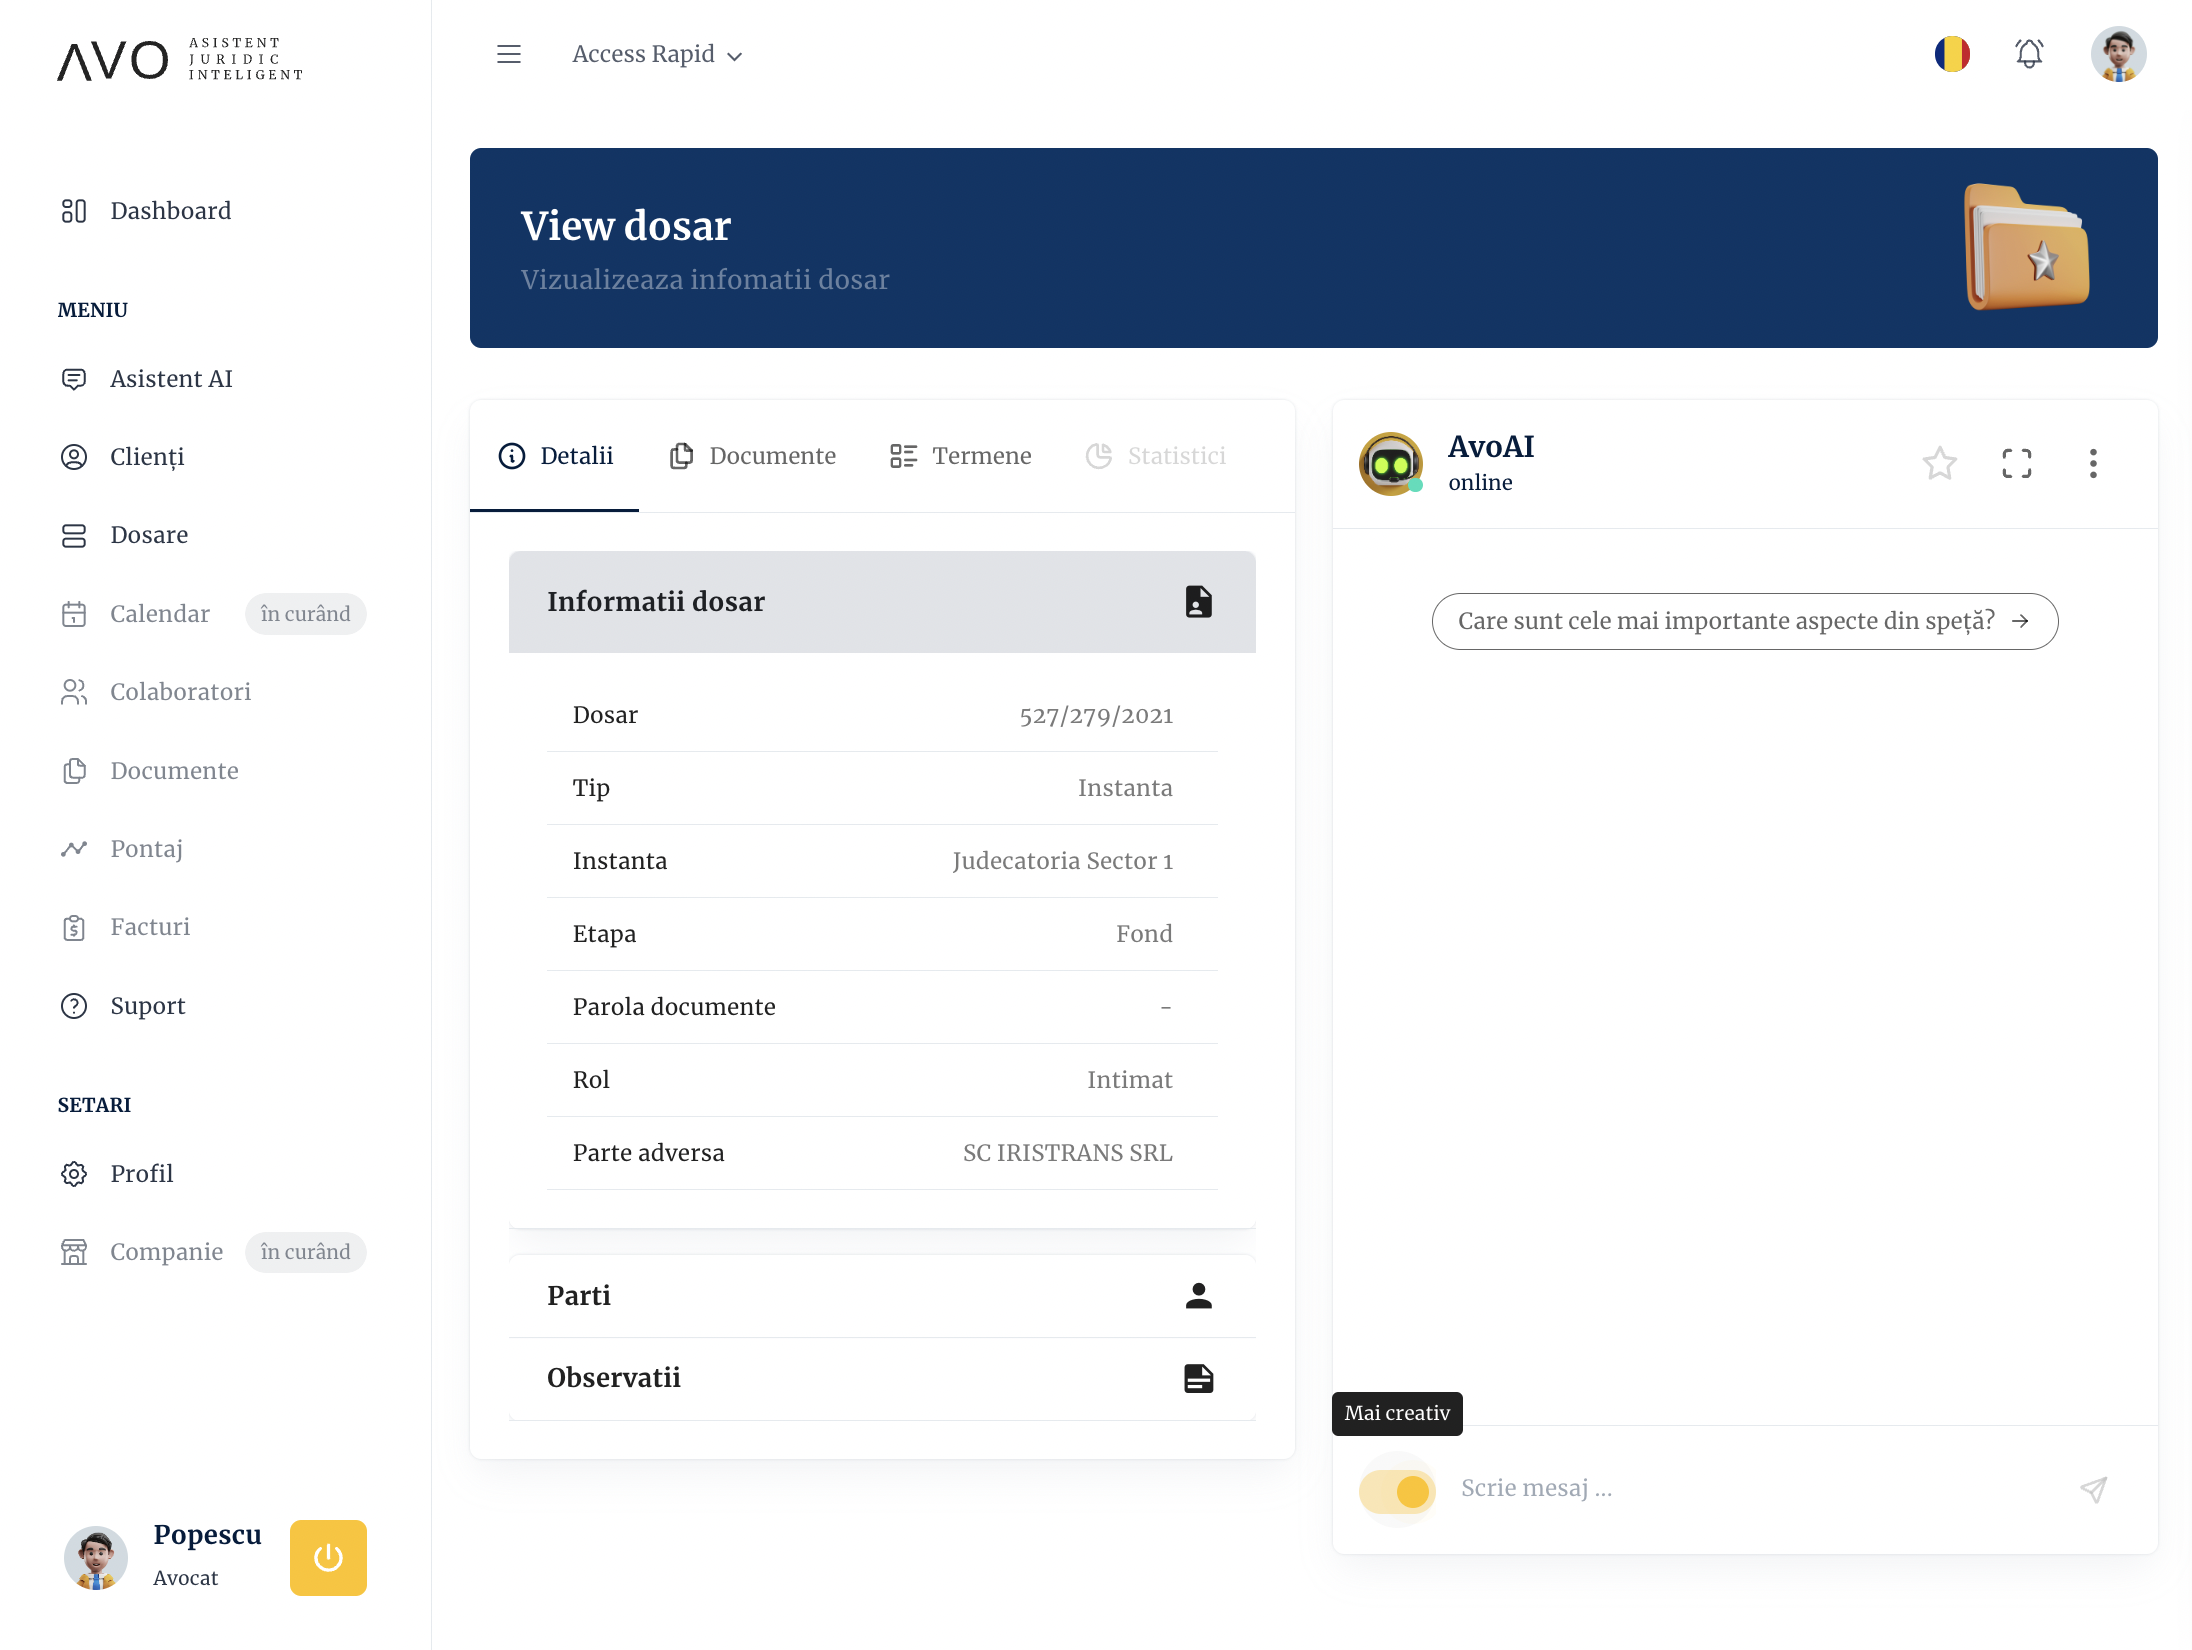 AVO
ASISTENT
JURIDIC
INTELIGENT
Access Rapid
Dashboard
MENIU
Asistent AI
Clienți
Dosare
Calendar în curând
Colaboratori
Documente
Pontaj
Facturi
Suport
SETARI
Profil
Companie în curând
Popescu
Avocat
View dosar
Vizualizeaza infomatii dosar
Detalii Documente Termene Statistici
Informatii dosar
Dosar 527/279/2021
Tip Instanta
Instanta Judecatoria Sector 1
Etapa Fond
Parola documente -
Rol Intimat
Parte adversa SC IRISTRANS SRL
Parti
Observatii
AvoAI
online
Care sunt cele mai importante aspecte din speță? →
Mai creativ
Scrie mesaj ...